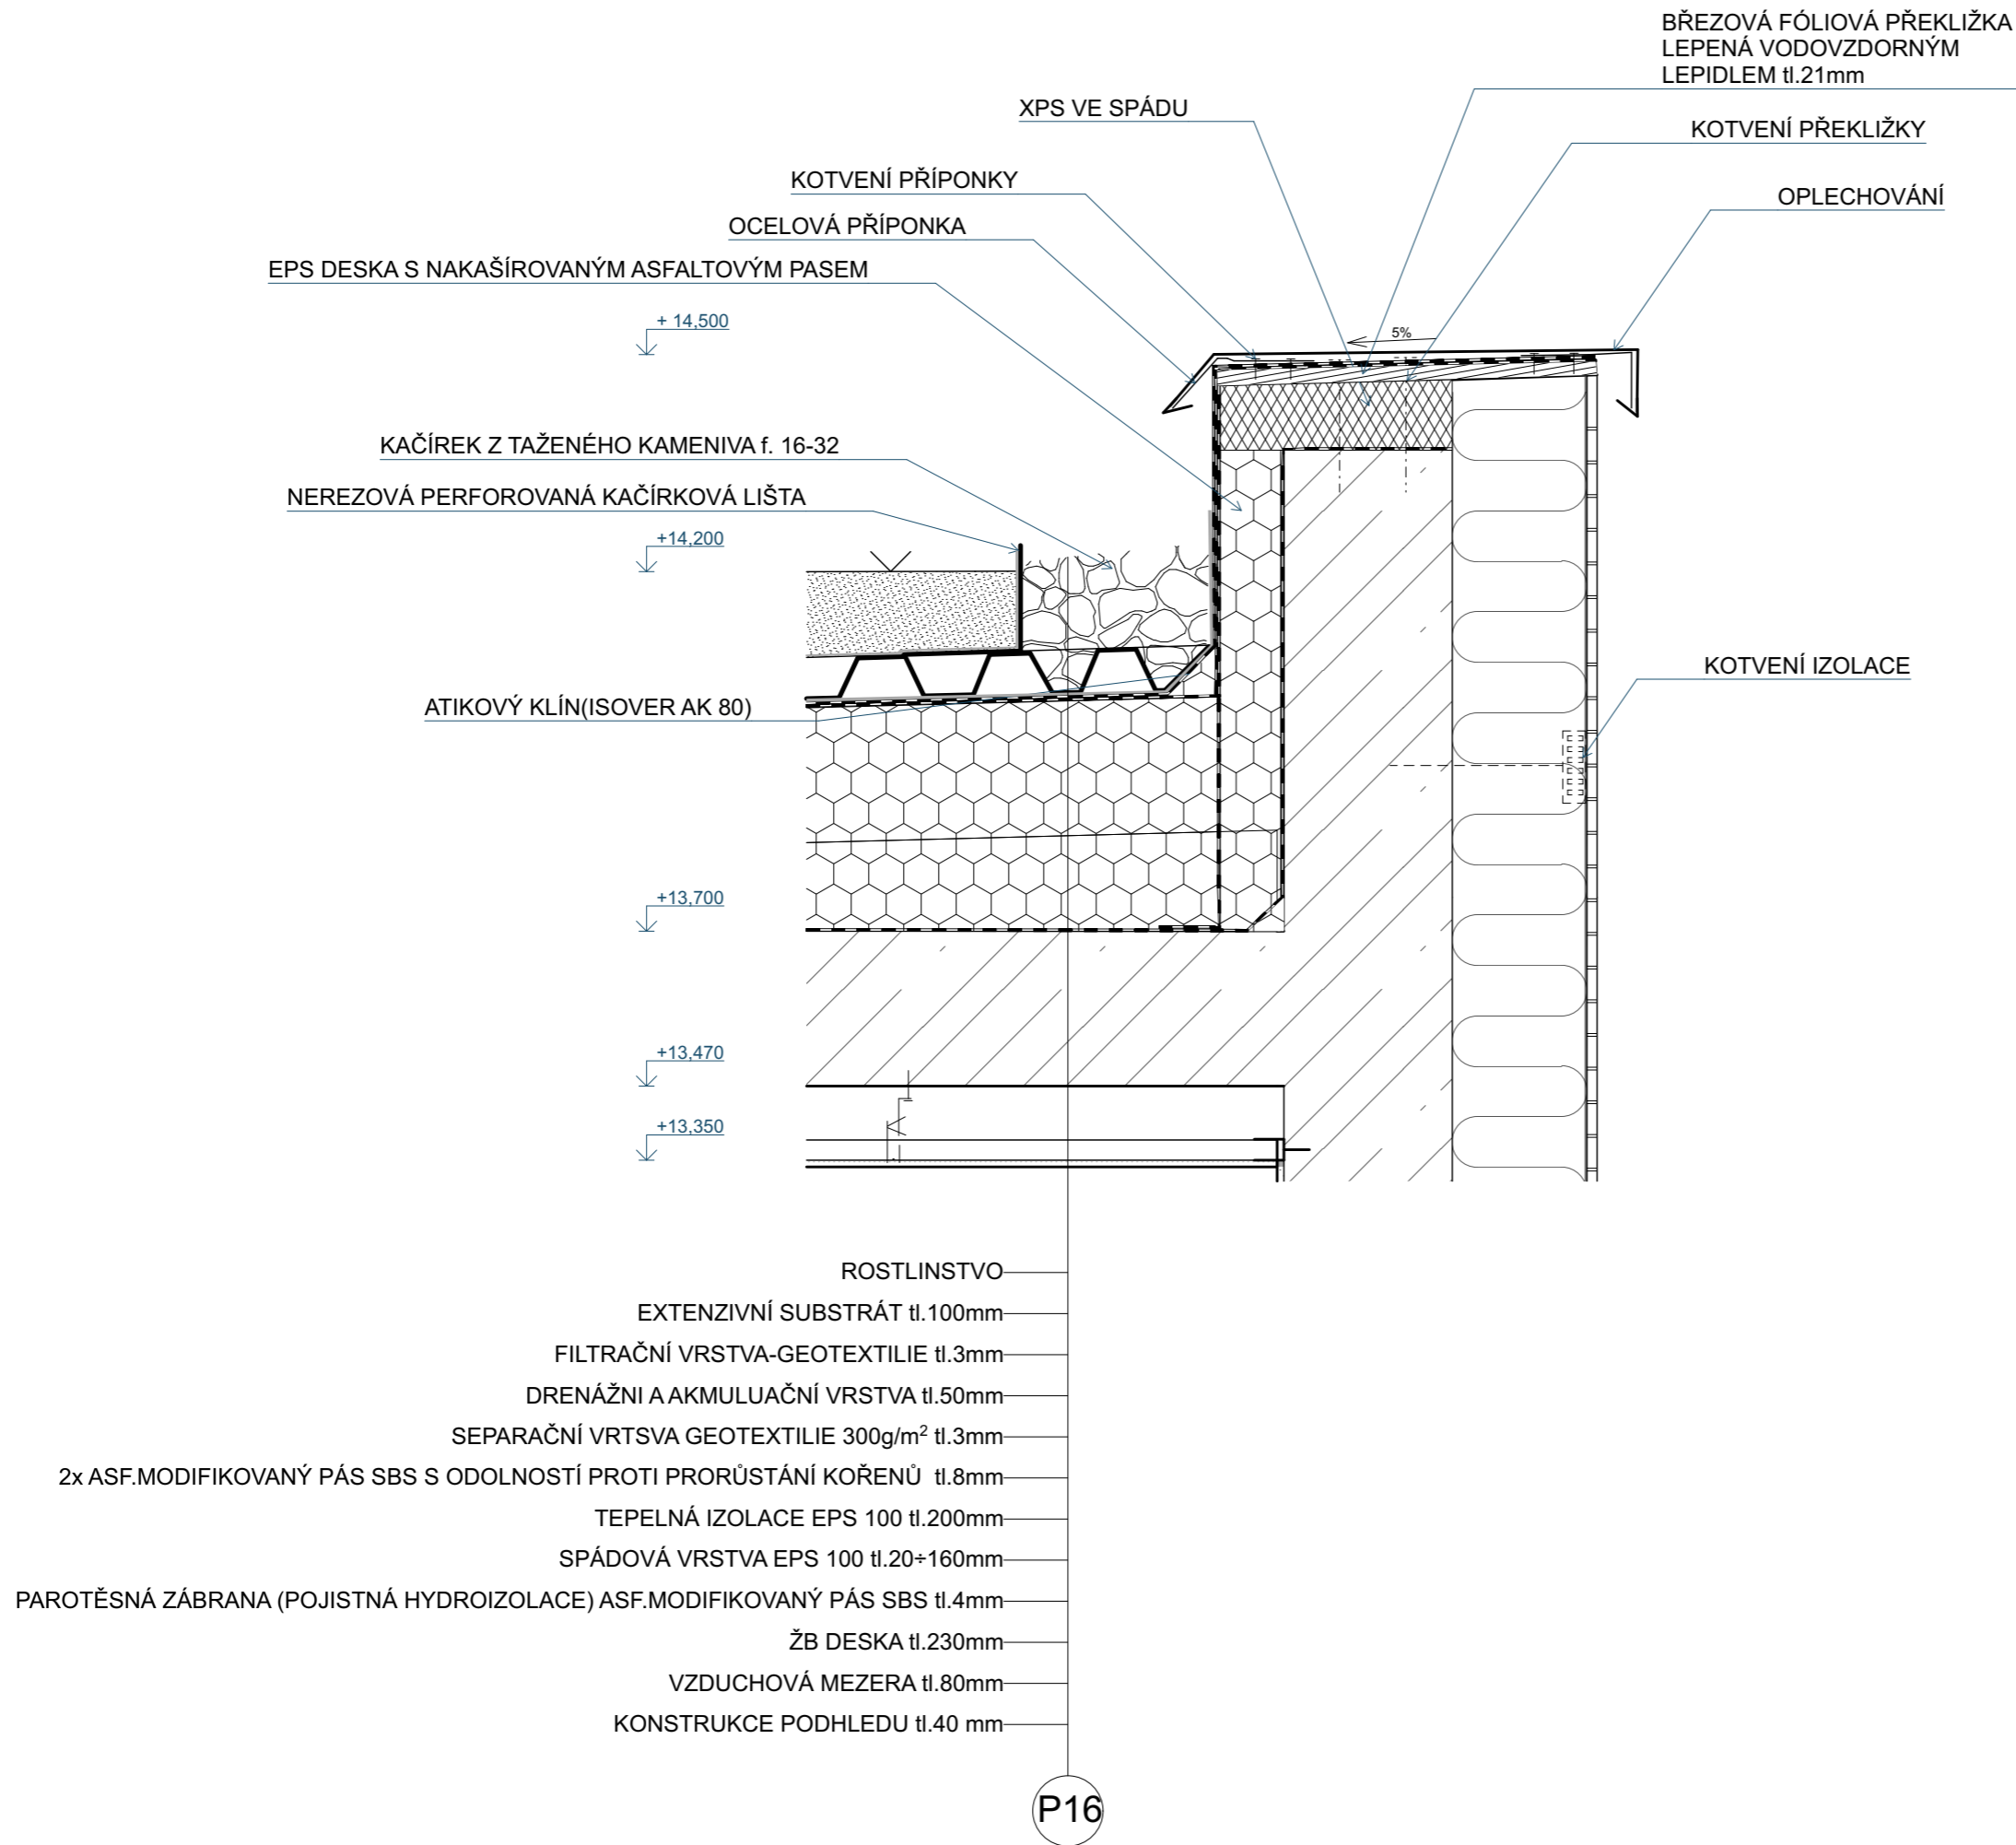 BŘEZOVÁ FÓLIOVÁ PŘEKLIŽKA
LEPENÁ VODOVZDORNÝM
LEPIDLEM tl.21mm
XPS VE SPÁDU
KOTVENÍ PŘEKLIŽKY
KOTVENÍ PŘÍPONKY
OPLECHOVÁNÍ
OCELOVÁ PŘÍPONKA
EPS DESKA S NAKAŠÍROVANÝM ASFALTOVÝM PASEM
+ 14,500
5%
KAČÍREK Z TAŽENÉHO KAMENIVA f. 16-32
NEREZOVÁ PERFOROVANÁ KAČÍRKOVÁ LIŠTA
+14,200
KOTVENÍ IZOLACE
ATIKOVÝ KLÍN(ISOVER AK 80)
+13,700
+13,470
+13,350
ROSTLINSTVO
EXTENZIVNÍ SUBSTRÁT tl.100mm
FILTRAČNÍ VRSTVA-GEOTEXTILIE tl.3mm
DRENÁŽNI A AKMULUAČNÍ VRSTVA tl.50mm
SEPARAČNÍ VRTSVA GEOTEXTILIE 300g/m² tl.3mm
2x ASF.MODIFIKOVANÝ PÁS SBS S ODOLNOSTÍ PROTI PRORŮSTÁNÍ KOŘENŮ tl.8mm
TEPELNÁ IZOLACE EPS 100 tl.200mm
SPÁDOVÁ VRSTVA EPS 100 tl.20÷160mm
PAROTĚSNÁ ZÁBRANA (POJISTNÁ HYDROIZOLACE) ASF.MODIFIKOVANÝ PÁS SBS tl.4mm
ŽB DESKA tl.230mm
VZDUCHOVÁ MEZERA tl.80mm
KONSTRUKCE PODHLEDU tl.40 mm
P16